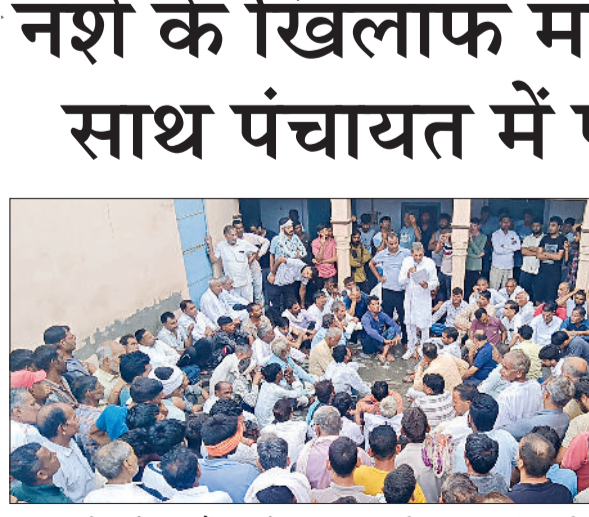 नशे के खिलाफ म
साथ पंचायत में